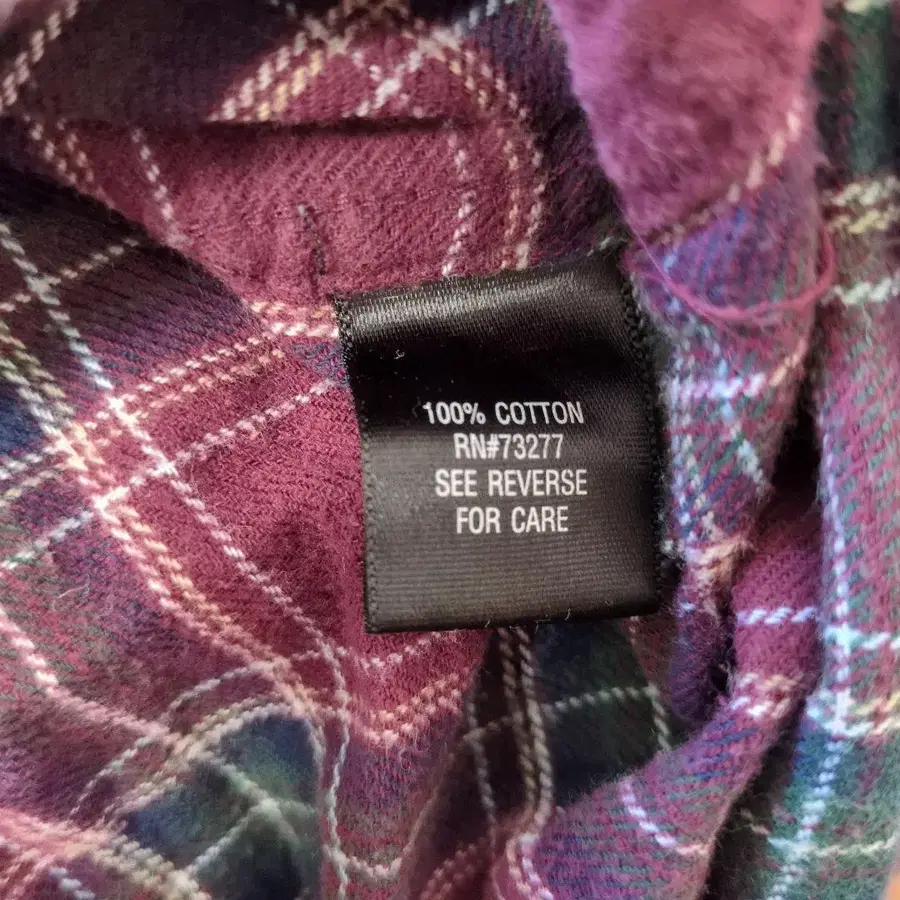 100% COTTON
RN#73277
SEE REVERSE
FOR CARE